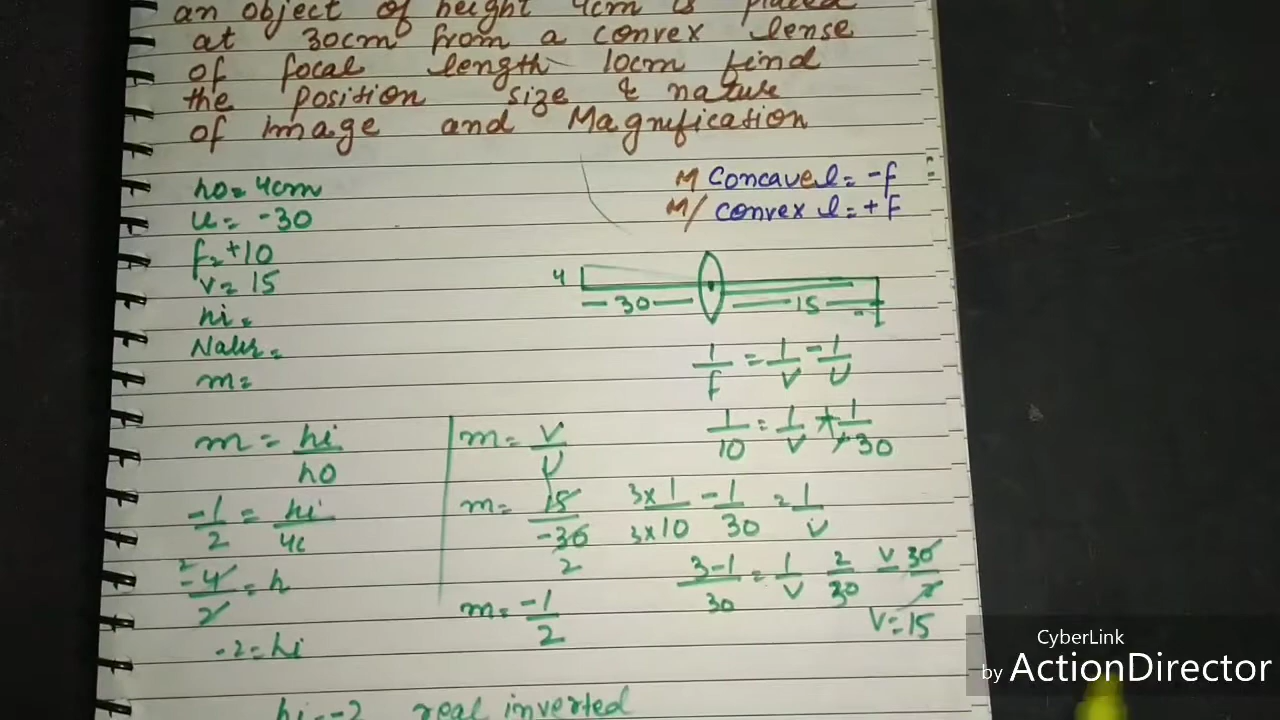 an object of height 4cm is placed
at 30cm from a convex lense
of focal length 10cm find
the position size & nature
of image and Magnification
ho = 4cm
u = -30
f = +10
v = 15
hi =
m =
M Concave l = -f
M/ convex l = + f
4
30
15
1/f = 1/v - 1/u
1/10 = 1/v + 1/+30
m = hi/ho
m = v/u
-1/2 = hi/4
m = 15/-30
2
3x1/3x10 - 1/30 = 1/v
2
-4/2 = h
3-1/30 = 1/v 2/30 v 30/2
m = -1/2
v = 15
-2 = hi
hi = -2 real inverted
CyberLink
by ActionDirector